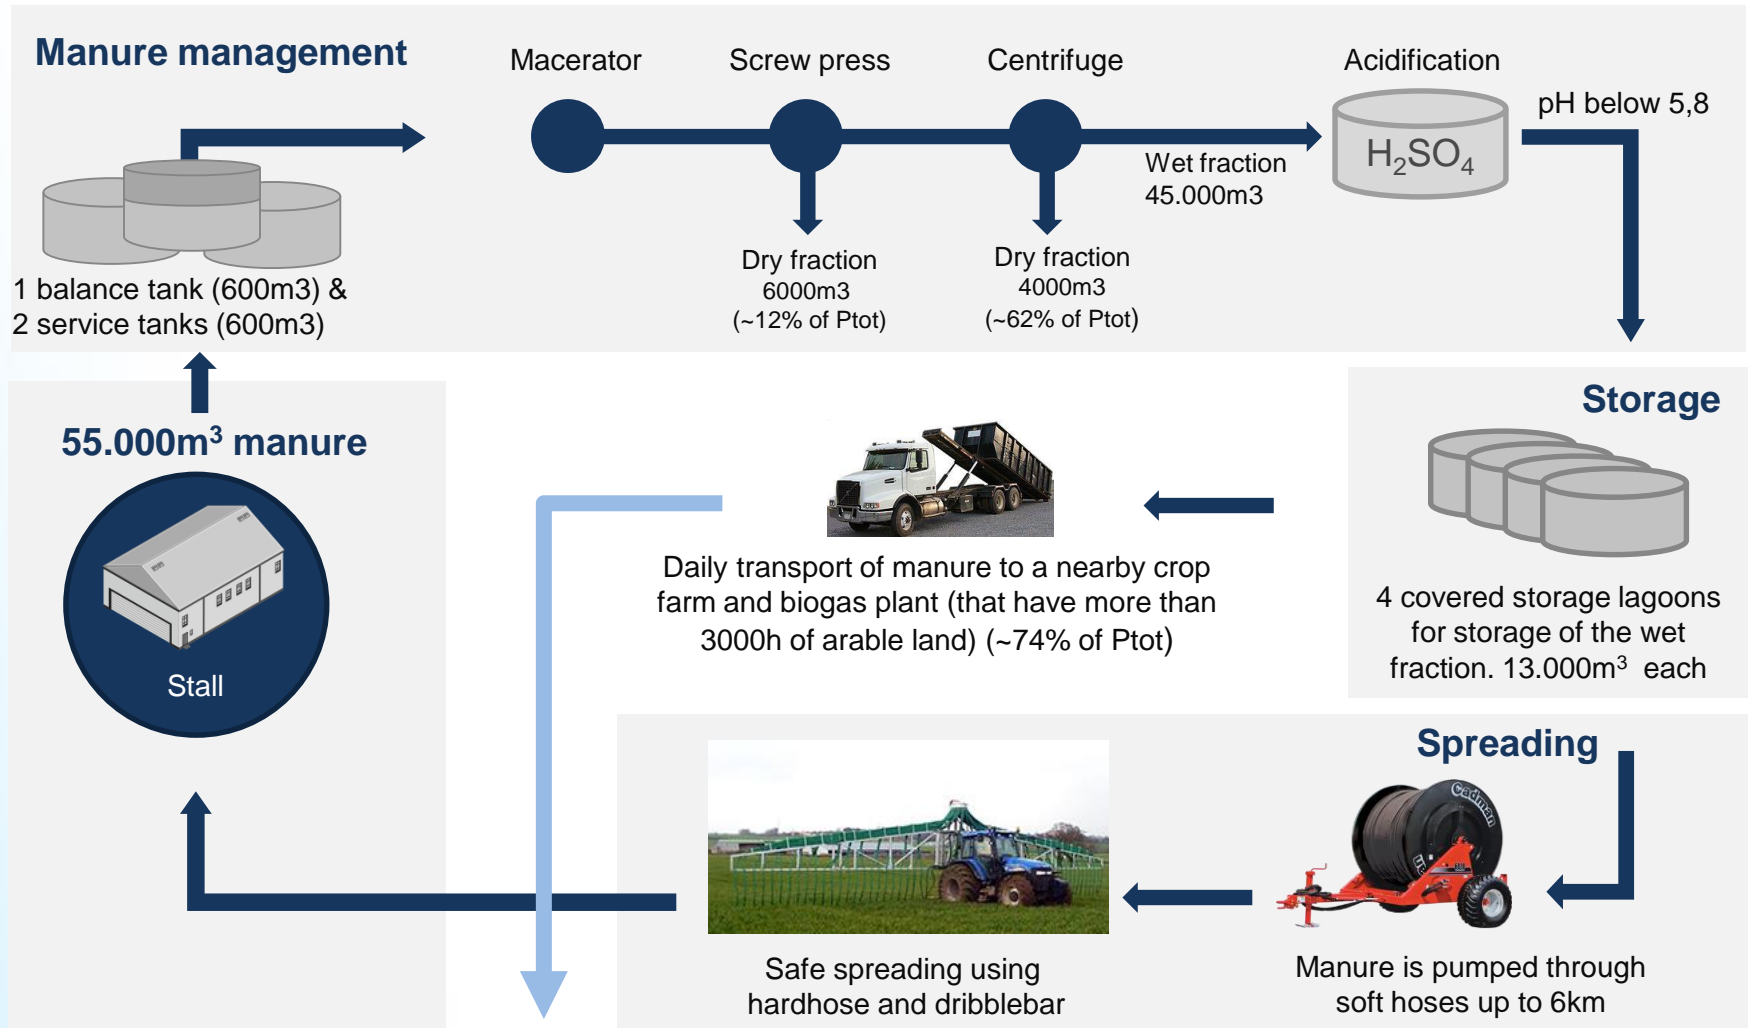 Manure management
Macerator
Screw press
Centrifuge
Acidification
pH below 5,8
H₂SO₄
Wet fraction
45.000m3
Dry fraction
6000m3
(~12% of Ptot)
Dry fraction
4000m3
(~62% of Ptot)
1 balance tank (600m3) &
2 service tanks (600m3)
55.000m³ manure
Stall
Storage
4 covered storage lagoons
for storage of the wet
fraction. 13.000m³ each
Daily transport of manure to a nearby crop
farm and biogas plant (that have more than
3000h of arable land) (~74% of Ptot)
Spreading
Cadman
Safe spreading using
hardhose and dribblebar
Manure is pumped through
soft hoses up to 6km